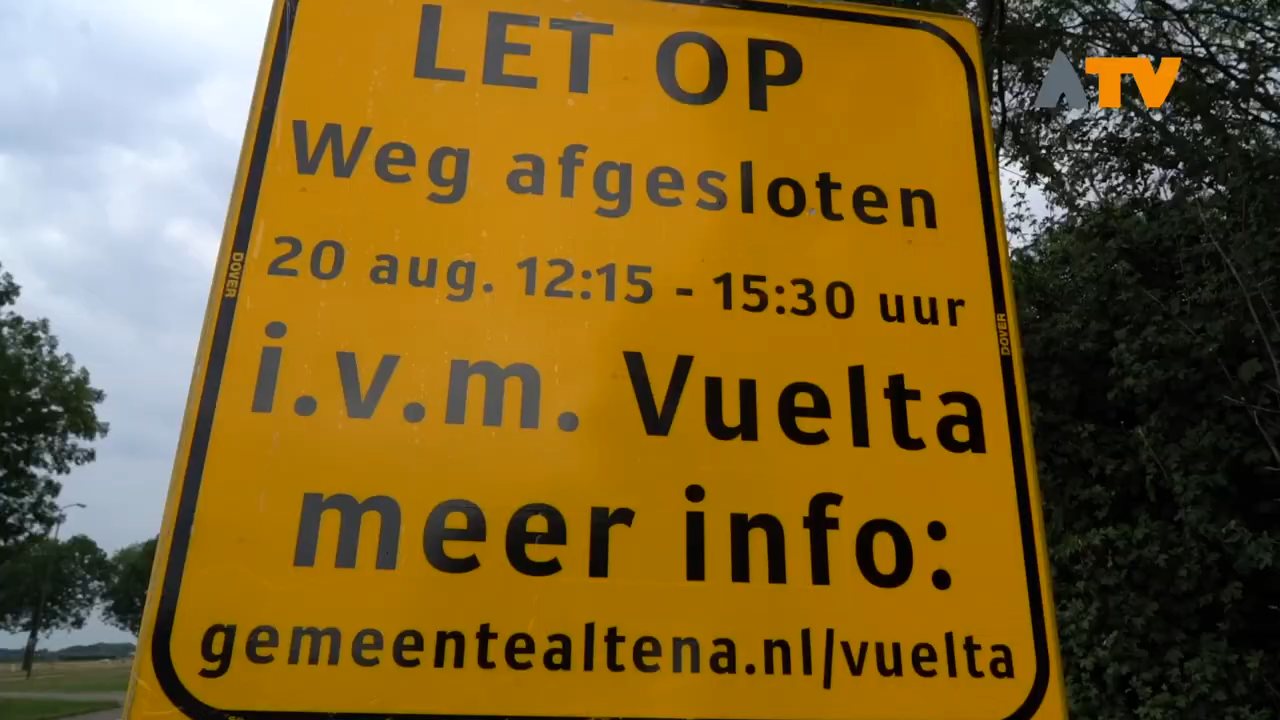 ATV
LET OP
Weg afgesloten
20 aug. 12:15 - 15:30 uur
i.v.m. Vuelta
meer info:
gemeentealtena.nl/vuelta
DOVER
DOVER